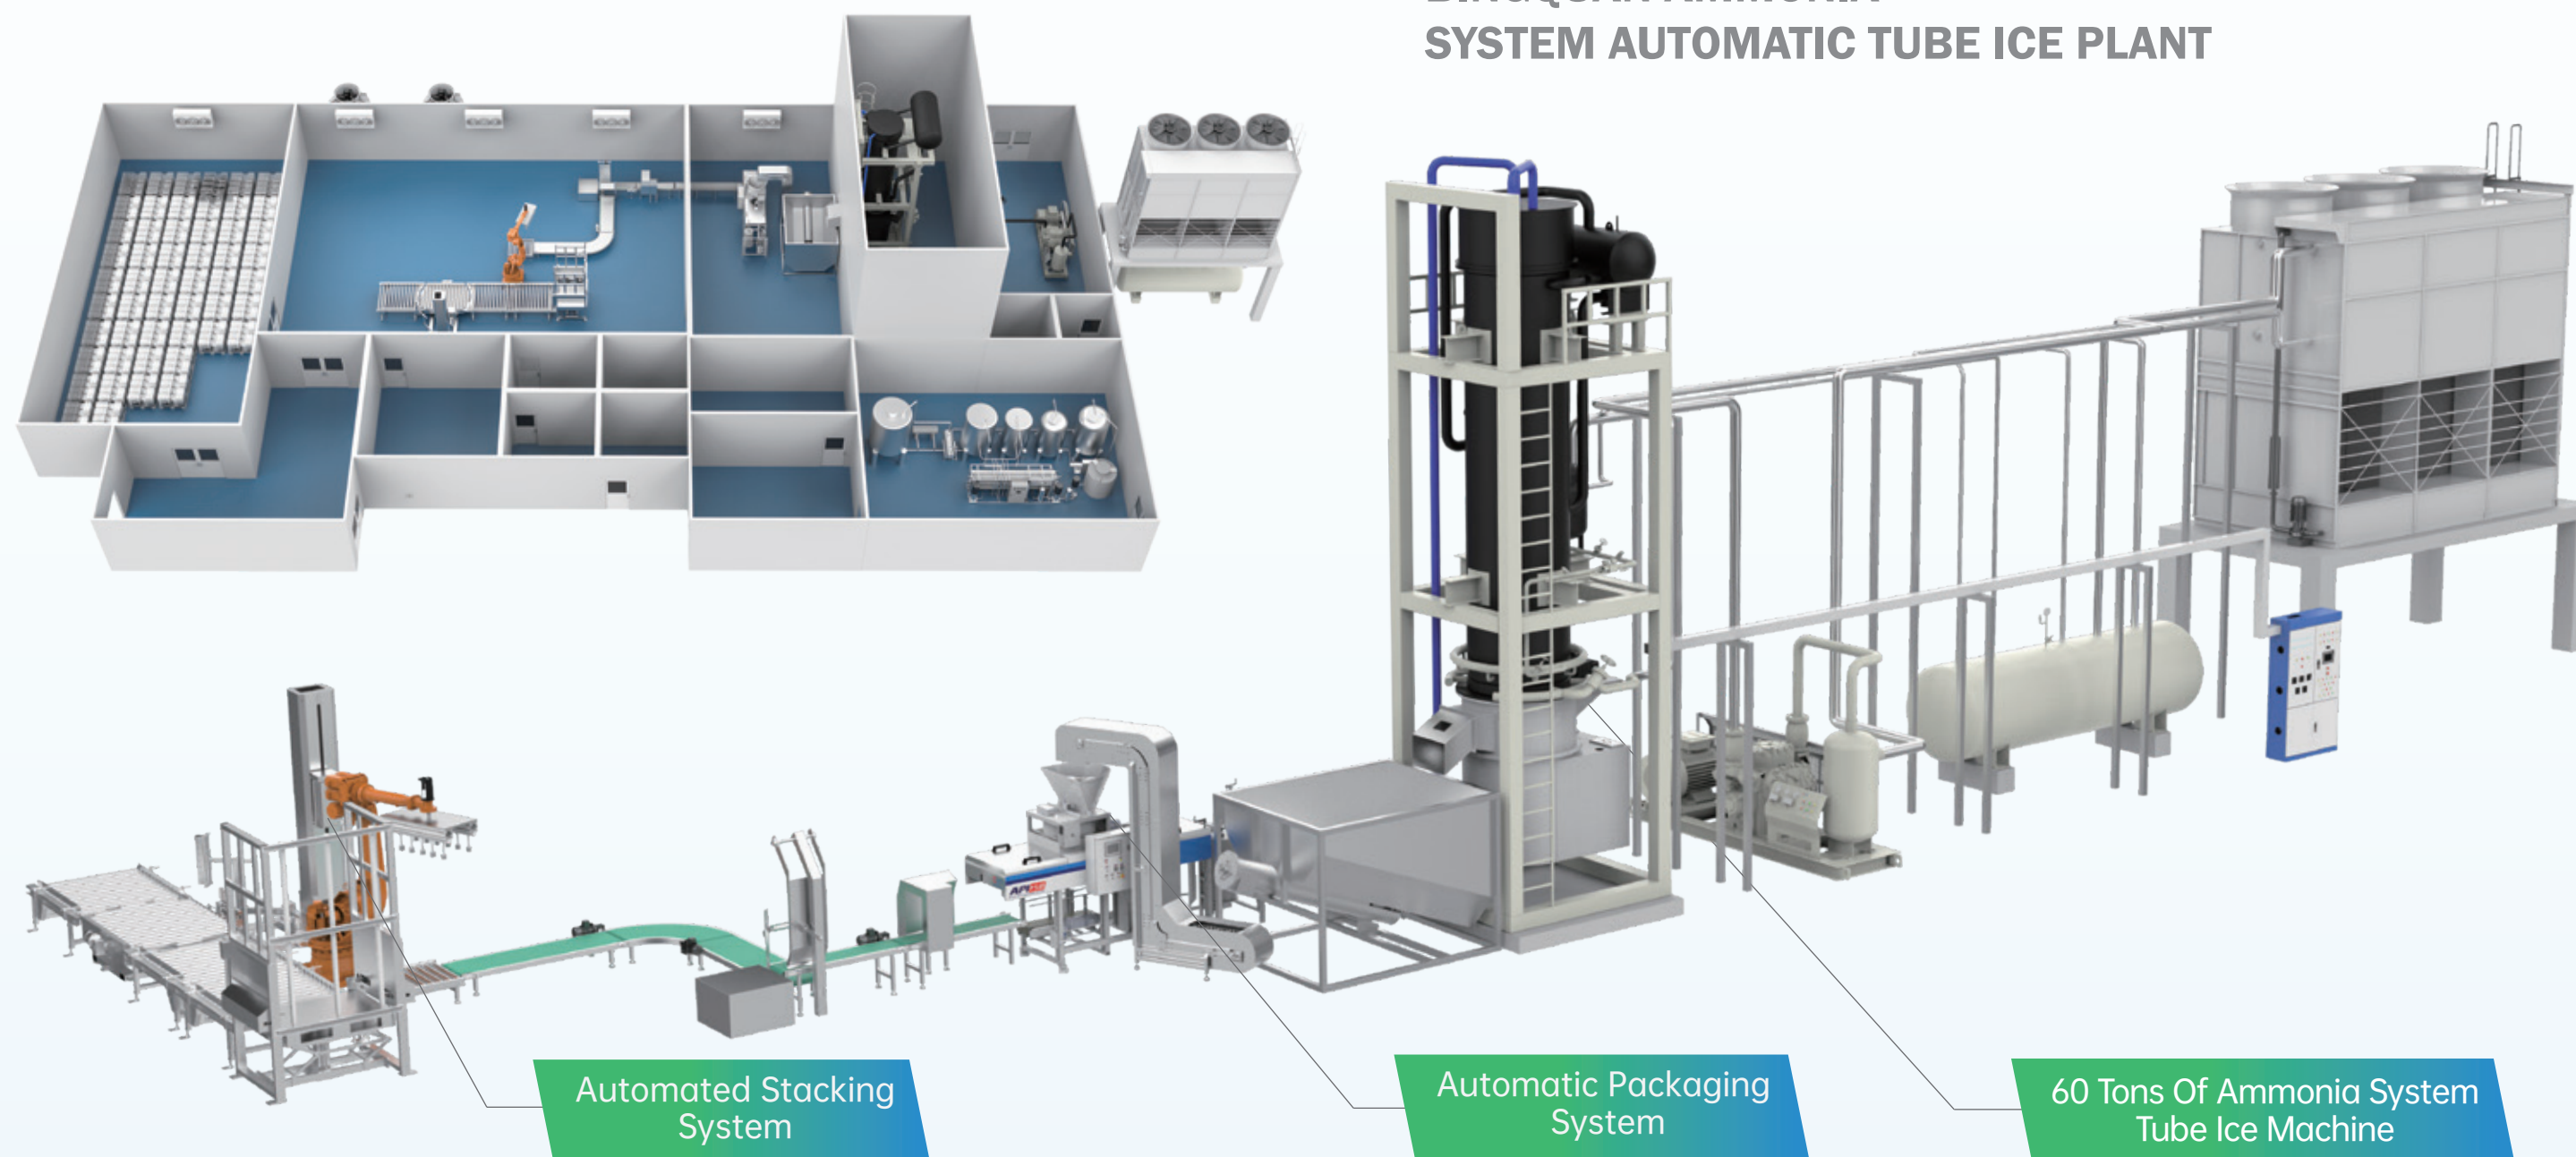 SYSTEM AUTOMATIC TUBE ICE PLANT
Automated Stacking
System
Automatic Packaging
System
60 Tons Of Ammonia System
Tube Ice Machine